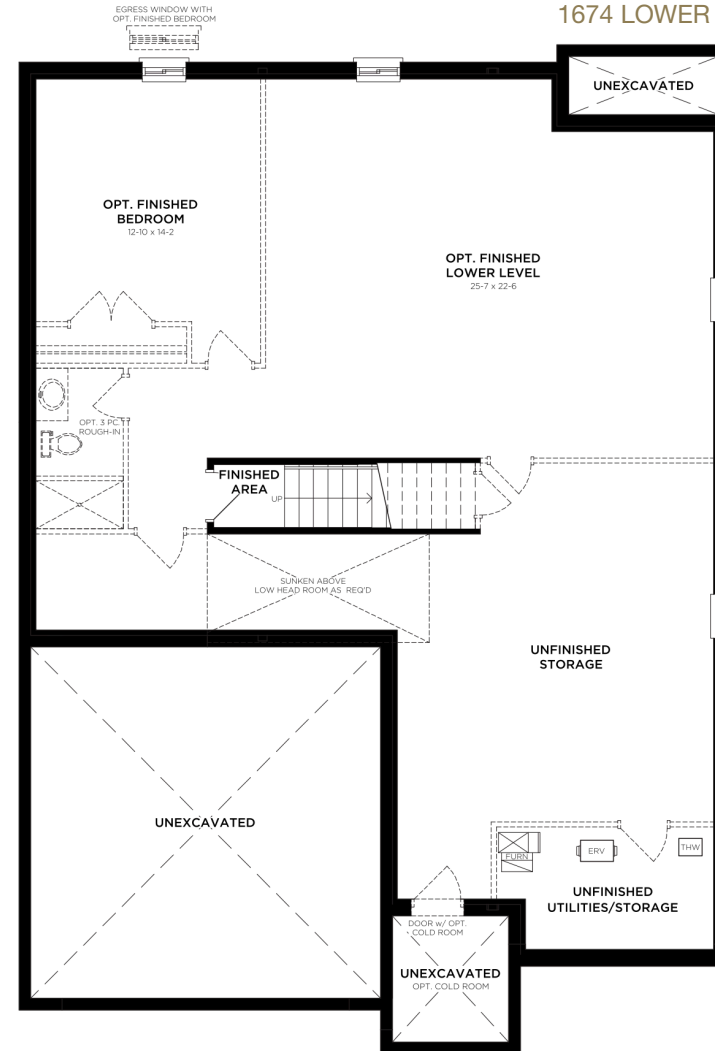 1674 LOWER
EGRESS WINDOW WITH
OPT. FINISHED BEDROOM
UNEXCAVATED
OPT. FINISHED
BEDROOM
12-10 x 14-2
OPT. FINISHED
LOWER LEVEL
25-7 x 22-6
OPT. 3 PC.
ROUGH-IN
FINISHED
AREA
UP
SUNKEN ABOVE
LOW HEAD ROOM AS REQ'D
UNFINISHED
STORAGE
UNEXCAVATED
FURN
ERV
THW
UNFINISHED
UTILITIES/STORAGE
DOOR w/ OPT.
COLD ROOM
UNEXCAVATED
OPT. COLD ROOM